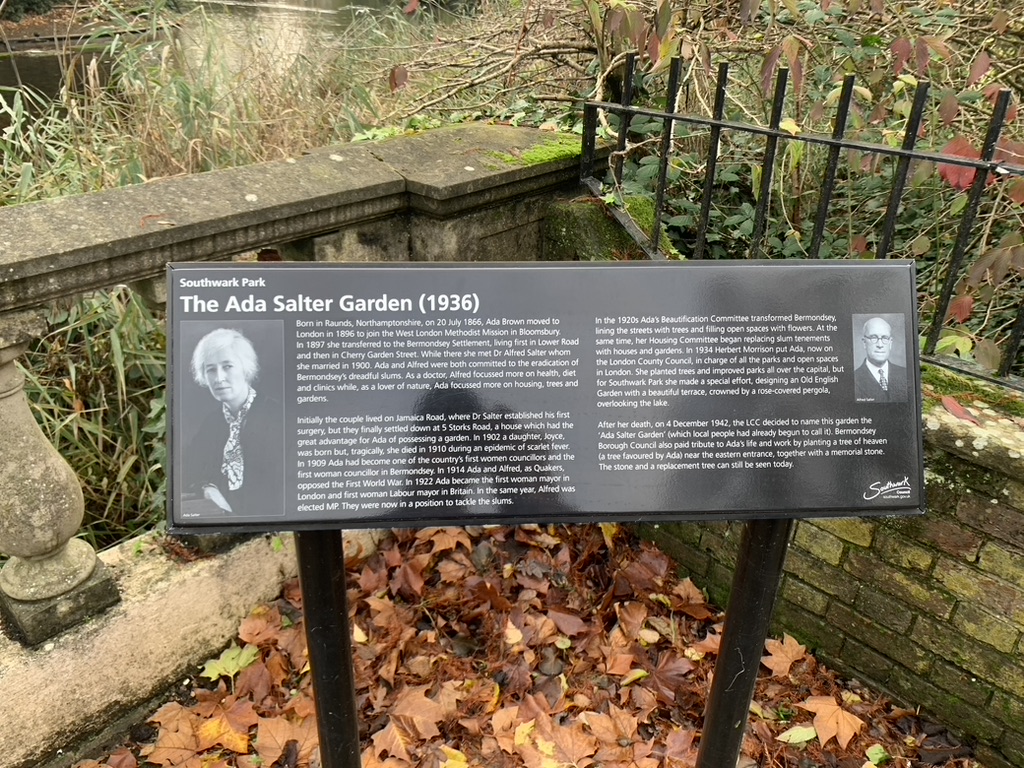 Southwark Park
The Ada Salter Garden (1936)
Born in Raunds, Northamptonshire, on 20 July 1866, Ada Brown moved to
London in 1896 to join the West London Methodist Mission in Bloomsbury.
In 1898 she transferred to the Bermondsey Settlement, living first in Lower Road
and then in Cherry Garden Street. While there she met Dr Alfred Salter whom
she married in 1900. Ada and Alfred were both committed to the eradication of
Bermondsey's dreadful slums. As a doctor, Alfred focussed more on health, diet
and clinics while, as a lover of nature, Ada focussed more on housing, trees and
gardens.
Initially the couple lived on Jamaica Road, where Dr Salter established his first
surgery, but they finally settled down at 5 Storks Road, a house which had the
great advantage for Ada of possessing a garden. In 1902 a daughter, Joyce,
was born but, tragically, she died in 1910 during an epidemic of scarlet fever.
In 1909 Ada had become one of the country's first women councillors and the
first woman councillor in Bermondsey. In 1914 Ada and Alfred, as Quakers,
opposed the First World War. In 1922 Ada became the first woman mayor in
London and first woman Labour mayor in Britain. In the same year, Alfred was
elected MP. They were now in a position to tackle the slums.
Ada Salter
In the 1920s Ada's Beautification Committee transformed Bermondsey,
lining the streets with trees and filling open spaces with flowers. At the
same time, her Housing Committee began replacing slum tenements
with houses and gardens. In 1934 Herbert Morrison put Ada, now on
the London County Council, in charge of all the parks and open spaces
in London. She planted trees and improved parks all over the capital, but
for Southwark Park she made a special effort, designing an Old English
Garden with a beautiful terrace, crowned by a rose-covered pergola,
overlooking the lake.
After her death, on 4 December 1942, the LCC decided to name this garden the
'Ada Salter Garden' (which local people had already begun to call it). Bermondsey
Borough Council also paid tribute to Ada's life and work by planting a tree of heaven
(a tree favoured by Ada) near the eastern entrance, together with a memorial stone.
The stone and a replacement tree can still be seen today.
Alfred Salter
Southwark
Council
southwark.gov.uk